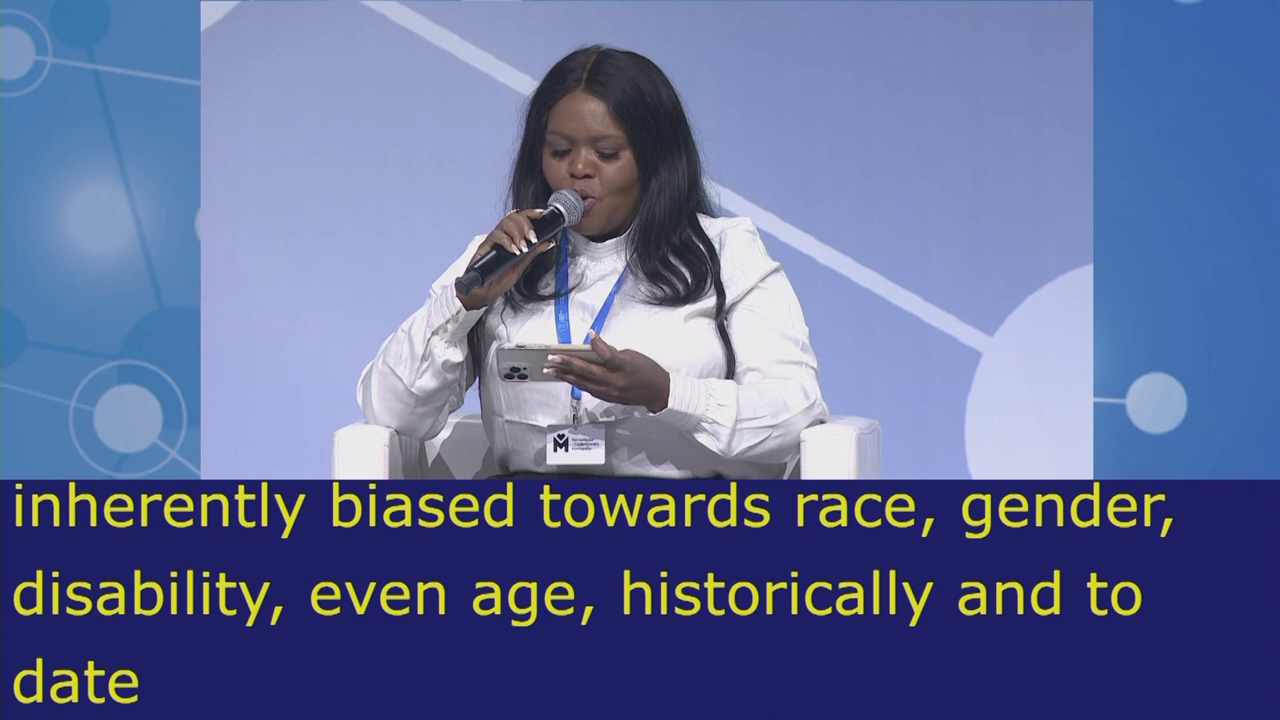 inherently biased towards race, gender,
disability, even age, historically and to
date